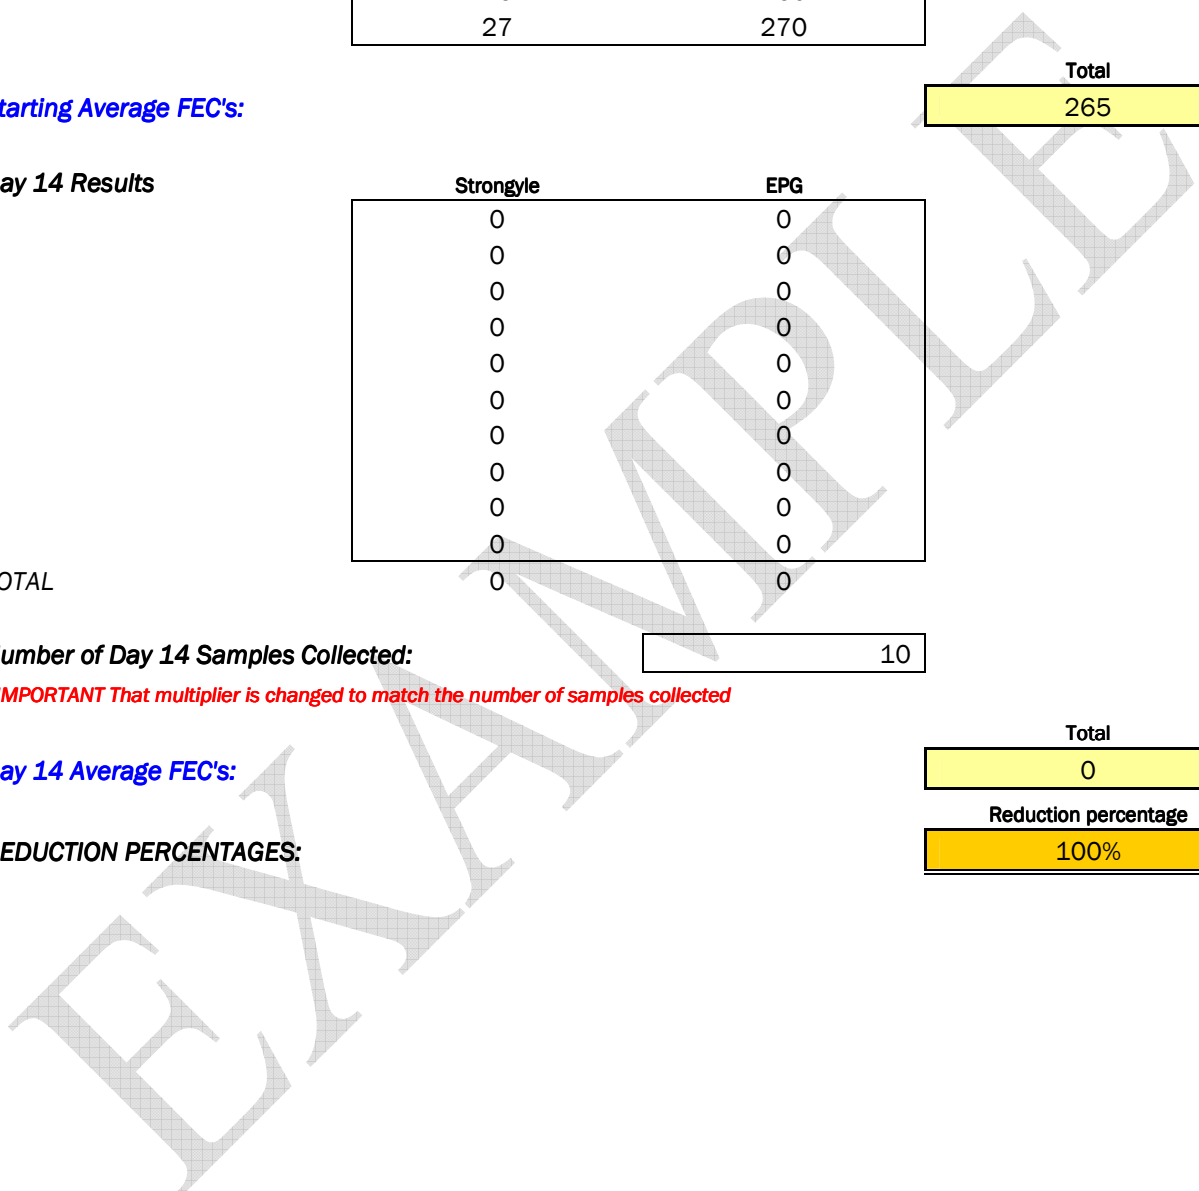 27 270
Total
tarting Average FEC's: 265
ay 14 Results Strongyle EPG
0 0
0 0
0 0
0 0
0 0
0 0
0 0
0 0
0 0
0 0
OTAL 0 0
umber of Day 14 Samples Collected: 10
IMPORTANT That multiplier is changed to match the number of samples collected
Total
ay 14 Average FEC's: 0
Reduction percentage
EDUCTION PERCENTAGES: 100%
EXAMPLE